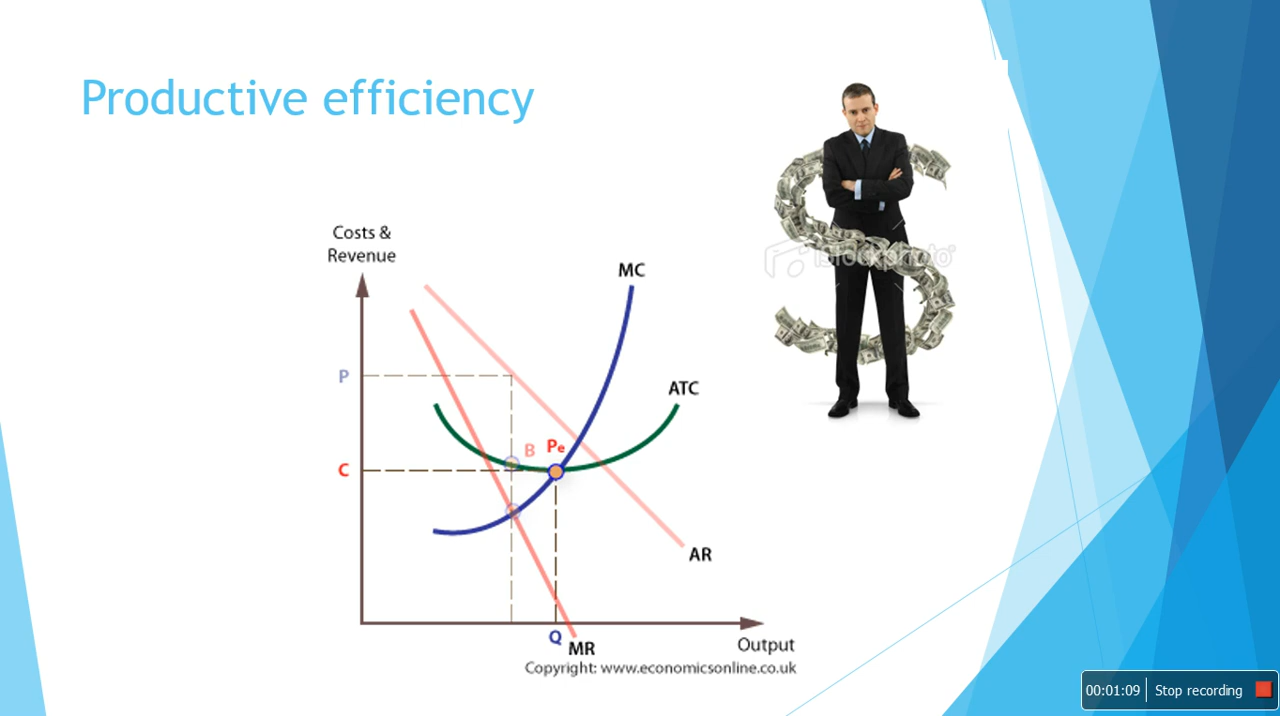 Productive efficiency
Costs &
Revenue
MC
P
ATC
B
Pe
C
AR
Q
MR
Output
Copyright: www.economicsonline.co.uk
iStockphoto
00:01:09
Stop recording